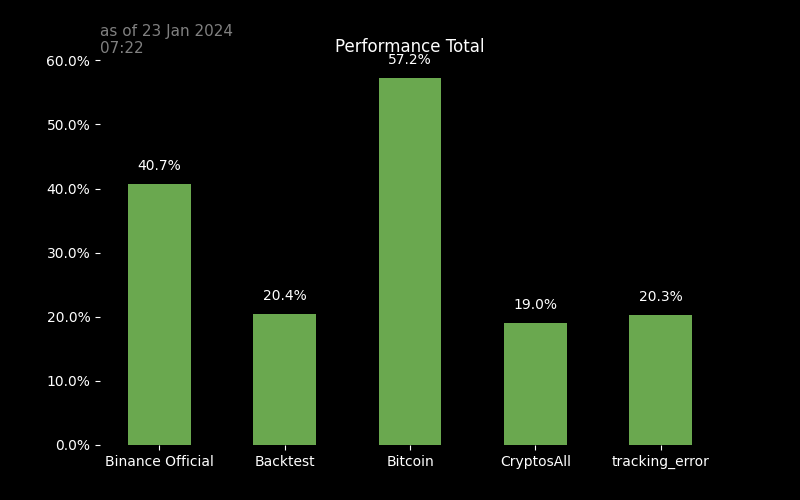 as of 23 Jan 2024
07:22
Performance Total
60.0%
50.0%
40.0%
30.0%
20.0%
10.0%
0.0%
40.7%
20.4%
57.2%
19.0%
20.3%
Binance Official
Backtest
Bitcoin
CryptosAll
tracking_error